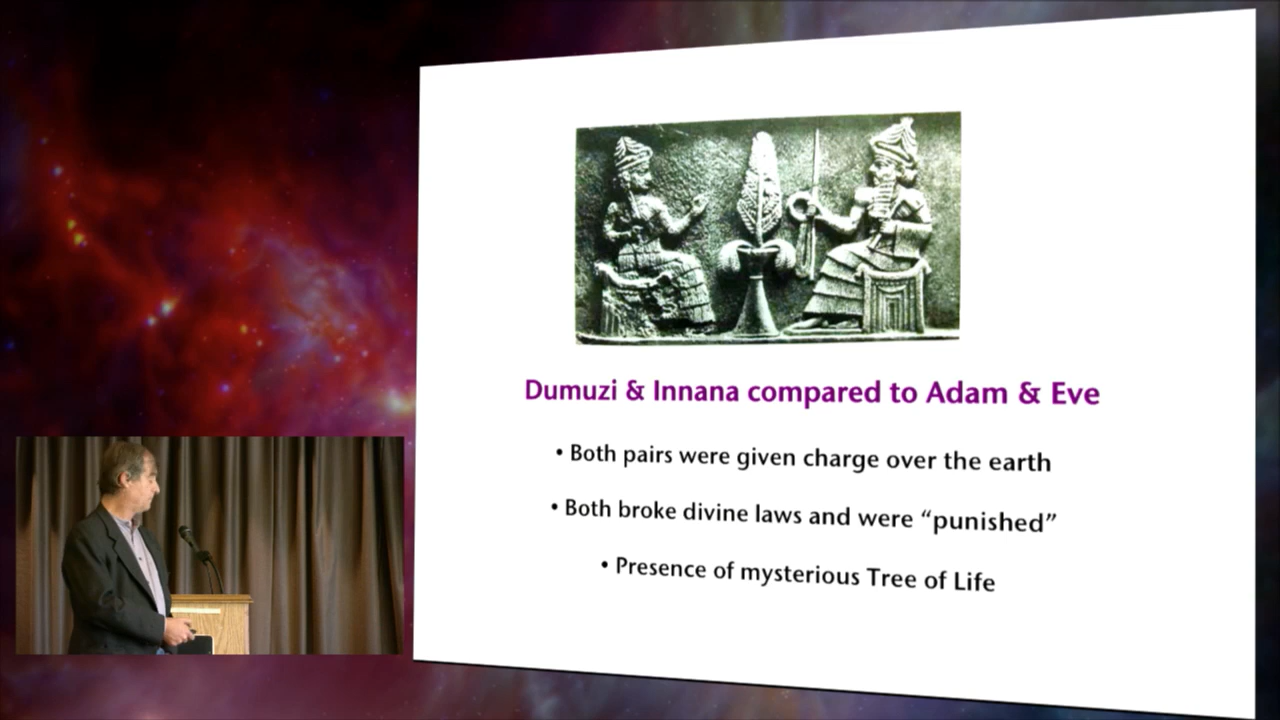 Dumuzi & Innana compared to Adam & Eve
• Both pairs were given charge over the earth
• Both broke divine laws and were “punished”
• Presence of mysterious Tree of Life